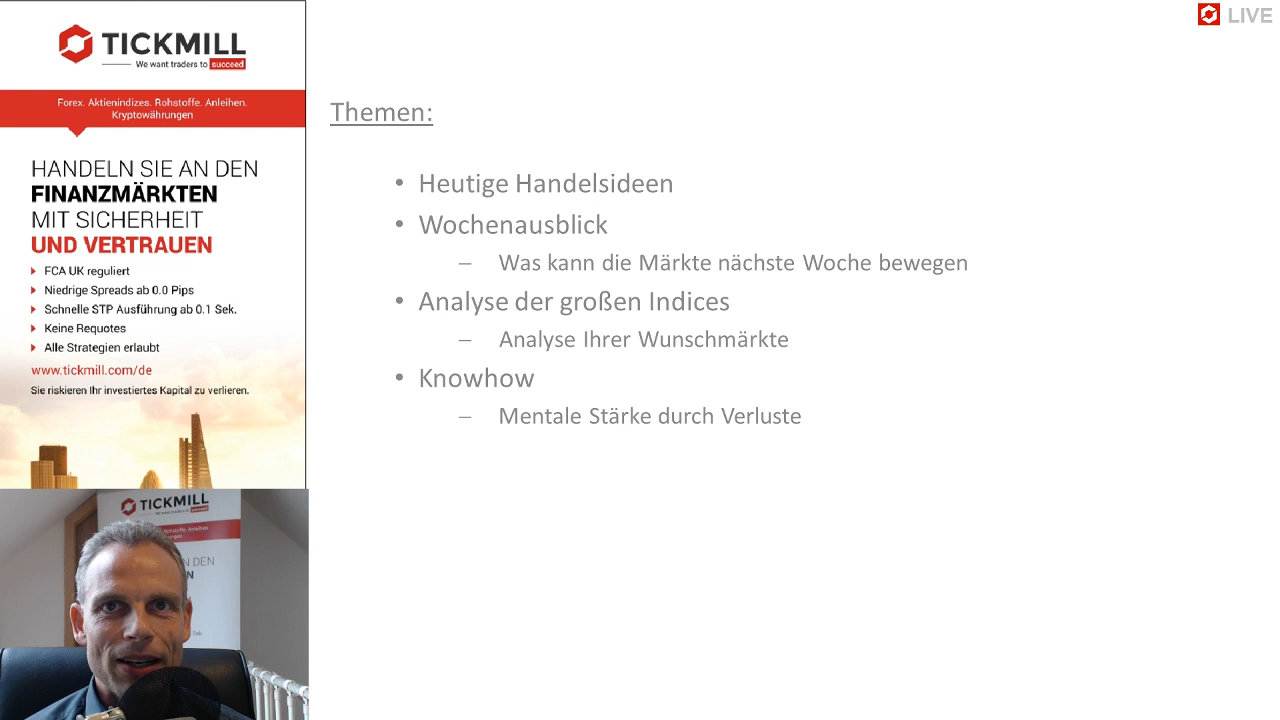 TICKMILL
We want traders to succeed
Forex. Aktienindizes. Rohstoffe. Anleihen.
Kryptowährungen
HANDELN SIE AN DEN
FINANZMÄRKTEN
MIT SICHERHEIT
UND VERTRAUEN
FCA UK reguliert
Niedrige Spreads ab 0.0 Pips
Schnelle STP Ausführung ab 0.1 Sek.
Keine Requotes
Alle Strategien erlaubt
www.tickmill.com/de
Sie riskieren Ihr investiertes Kapital zu verlieren.
LIVE
Themen:
• Heutige Handelsideen
• Wochenausblick
– Was kann die Märkte nächste Woche bewegen
• Analyse der großen Indices
– Analyse Ihrer Wunschmärkte
• Knowhow
– Mentale Stärke durch Verluste
TICKMILL
DEN
Sek.